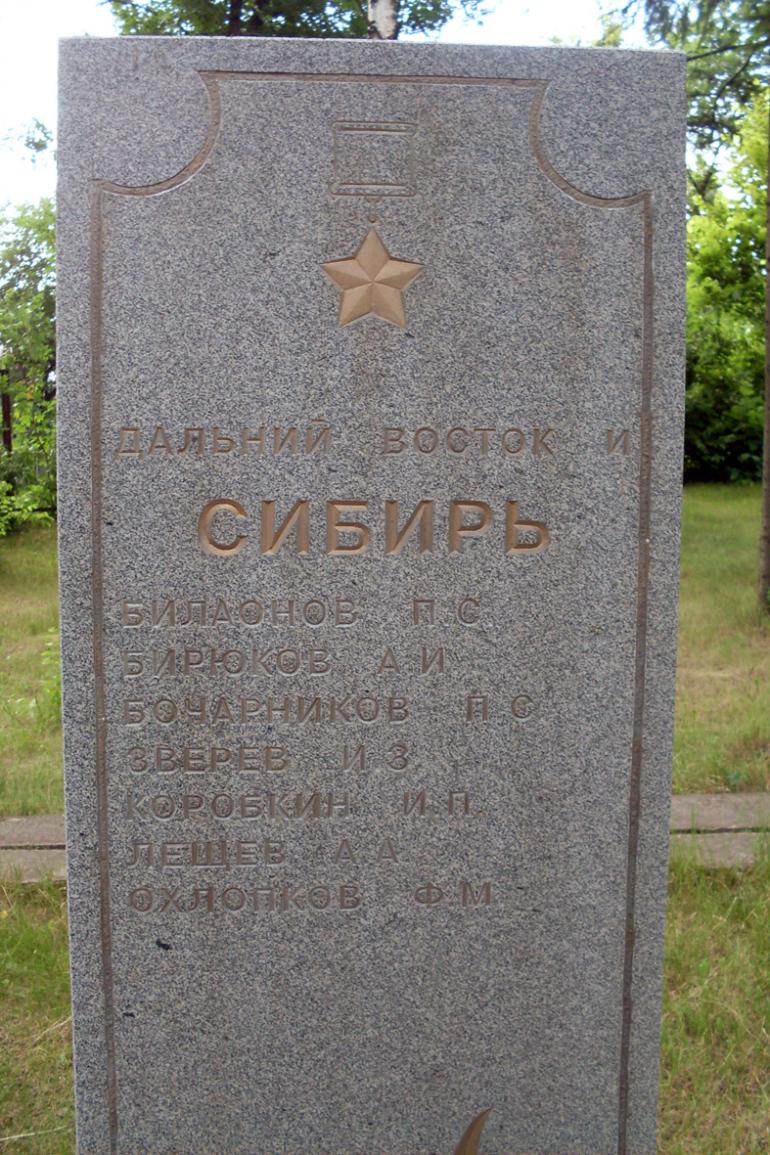 ДАЛЬНИЙ ВОСТОК И
СИБИРЬ
БИЛАОНОВ П.С
БИРЮКОВ А.И
БОЧАРНИКОВ П.С
ЗВЕРЕВ И.З.
КОРОБКИН И.П.
ЛЕЩЕВ А.А
ОХЛОПКОВ Ф.М